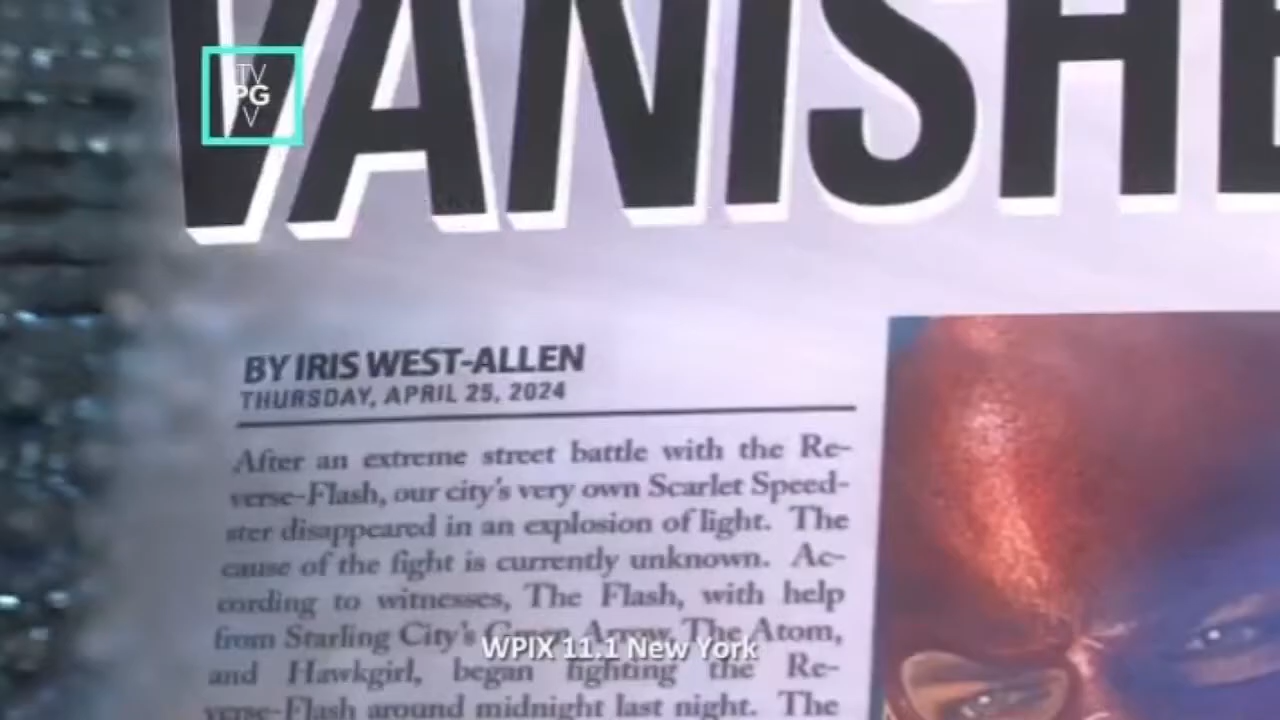 VANISHE
TV
PG
V
BY IRIS WEST-ALLEN
THURSDAY, APRIL 25, 2024
After an extreme street battle with the Re-
verse-Flash, our city's very own Scarlet Speed-
ster disappeared in an explosion of light. The
cause of the fight is currently unknown. Ac-
cording to witnesses, The Flash, with help
from Starling City's Green Arrow, The Atom,
WPIX 11.1 New York
and Hawkgirl, began fighting the Re-
verse-Flash around midnight last night. The